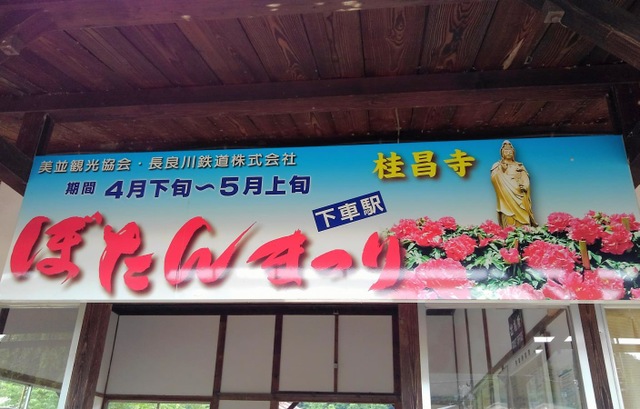 美並観光協会・長良川鉄道株式会社
期間 4月下旬～5月上旬
桂昌寺
ぼたんまつり
下車駅